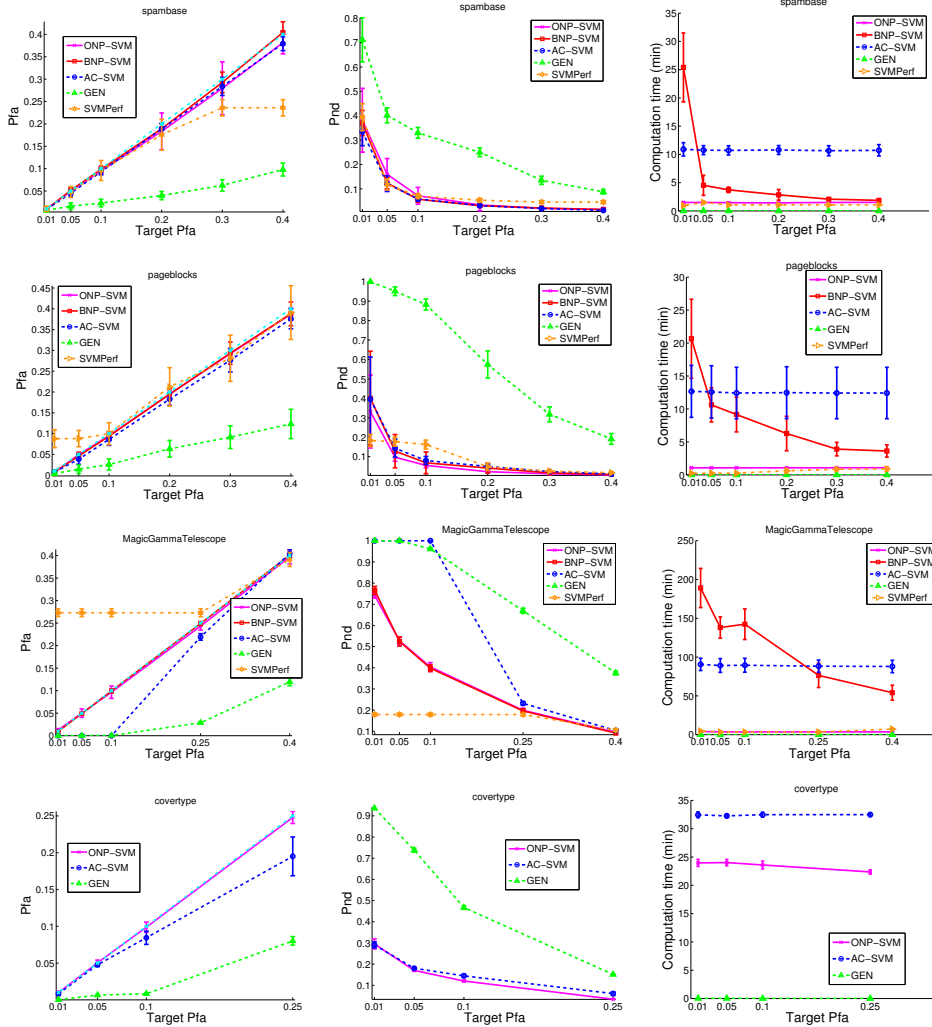 spambase
0.4
0.35
0.3
0.25
0.2
0.15
0.1
0.05
Pfa
ONP-SVM
BNP-SVM
AC-SVM
GEN
SVMPerf
0.01 0.05 0.1 0.2 0.3 0.4
Target Pfa
spambase
0.8
0.7
0.6
0.5
0.4
0.3
0.2
0.1
Pnd
ONP-SVM
BNP-SVM
AC-SVM
GEN
SVMPerf
0.01 0.05 0.1 0.2 0.3 0.4
Target Pfa
spambase
35
30
25
20
15
10
5
0
Computation time (min)
ONP-SVM
BNP-SVM
AC-SVM
GEN
SVMPerf
0.01 0.05 0.1 0.2 0.3 0.4
Target Pfa
pageblocks
0.45
0.4
0.35
0.3
0.25
0.2
0.15
0.1
0.05
0
Pfa
ONP-SVM
BNP-SVM
AC-SVM
GEN
SVMPerf
0.01 0.05 0.1 0.2 0.3 0.4
Target Pfa
pageblocks
1
0.9
0.8
0.7
0.6
0.5
0.4
0.3
0.2
0.1
Pnd
ONP-SVM
BNP-SVM
AC-SVM
GEN
SVMPerf
0.01 0.05 0.1 0.2 0.3 0.4
Target Pfa
pageblocks
30
25
20
15
10
5
0
Computation time (min)
ONP-SVM
BNP-SVM
AC-SVM
GEN
SVMPerf
0.01 0.05 0.1 0.2 0.3 0.4
Target Pfa
MagicGammaTelescope
0.4
0.35
0.3
0.25
0.2
0.15
0.1
0.05
0
Pfa
ONP-SVM
BNP-SVM
AC-SVM
GEN
SVMPerf
0.01 0.05 0.1 0.25 0.4
Target Pfa
MagicGammaTelescope
1
0.9
0.8
0.7
0.6
0.5
0.4
0.3
0.2
0.1
Pnd
ONP-SVM
BNP-SVM
AC-SVM
GEN
SVMPerf
0.01 0.05 0.1 0.25 0.4
Target Pfa
MagicGammaTelescope
250
200
150
100
50
0
Computation time (min)
ONP-SVM
BNP-SVM
AC-SVM
GEN
SVMPerf
0.01 0.05 0.1 0.25 0.4
Target Pfa
covertype
0.25
0.2
0.15
0.1
0.05
Pfa
ONP-SVM
AC-SVM
GEN
0.01 0.05 0.1 0.25
Target Pfa
covertype
0.9
0.8
0.7
0.6
0.5
0.4
0.3
0.2
0.1
Pnd
ONP-SVM
AC-SVM
GEN
0.01 0.05 0.1 0.25
Target Pfa
covertype
35
30
25
20
15
10
5
0
Computation time (min)
ONP-SVM
AC-SVM
GEN
0.01 0.05 0.1 0.25
Target Pfa